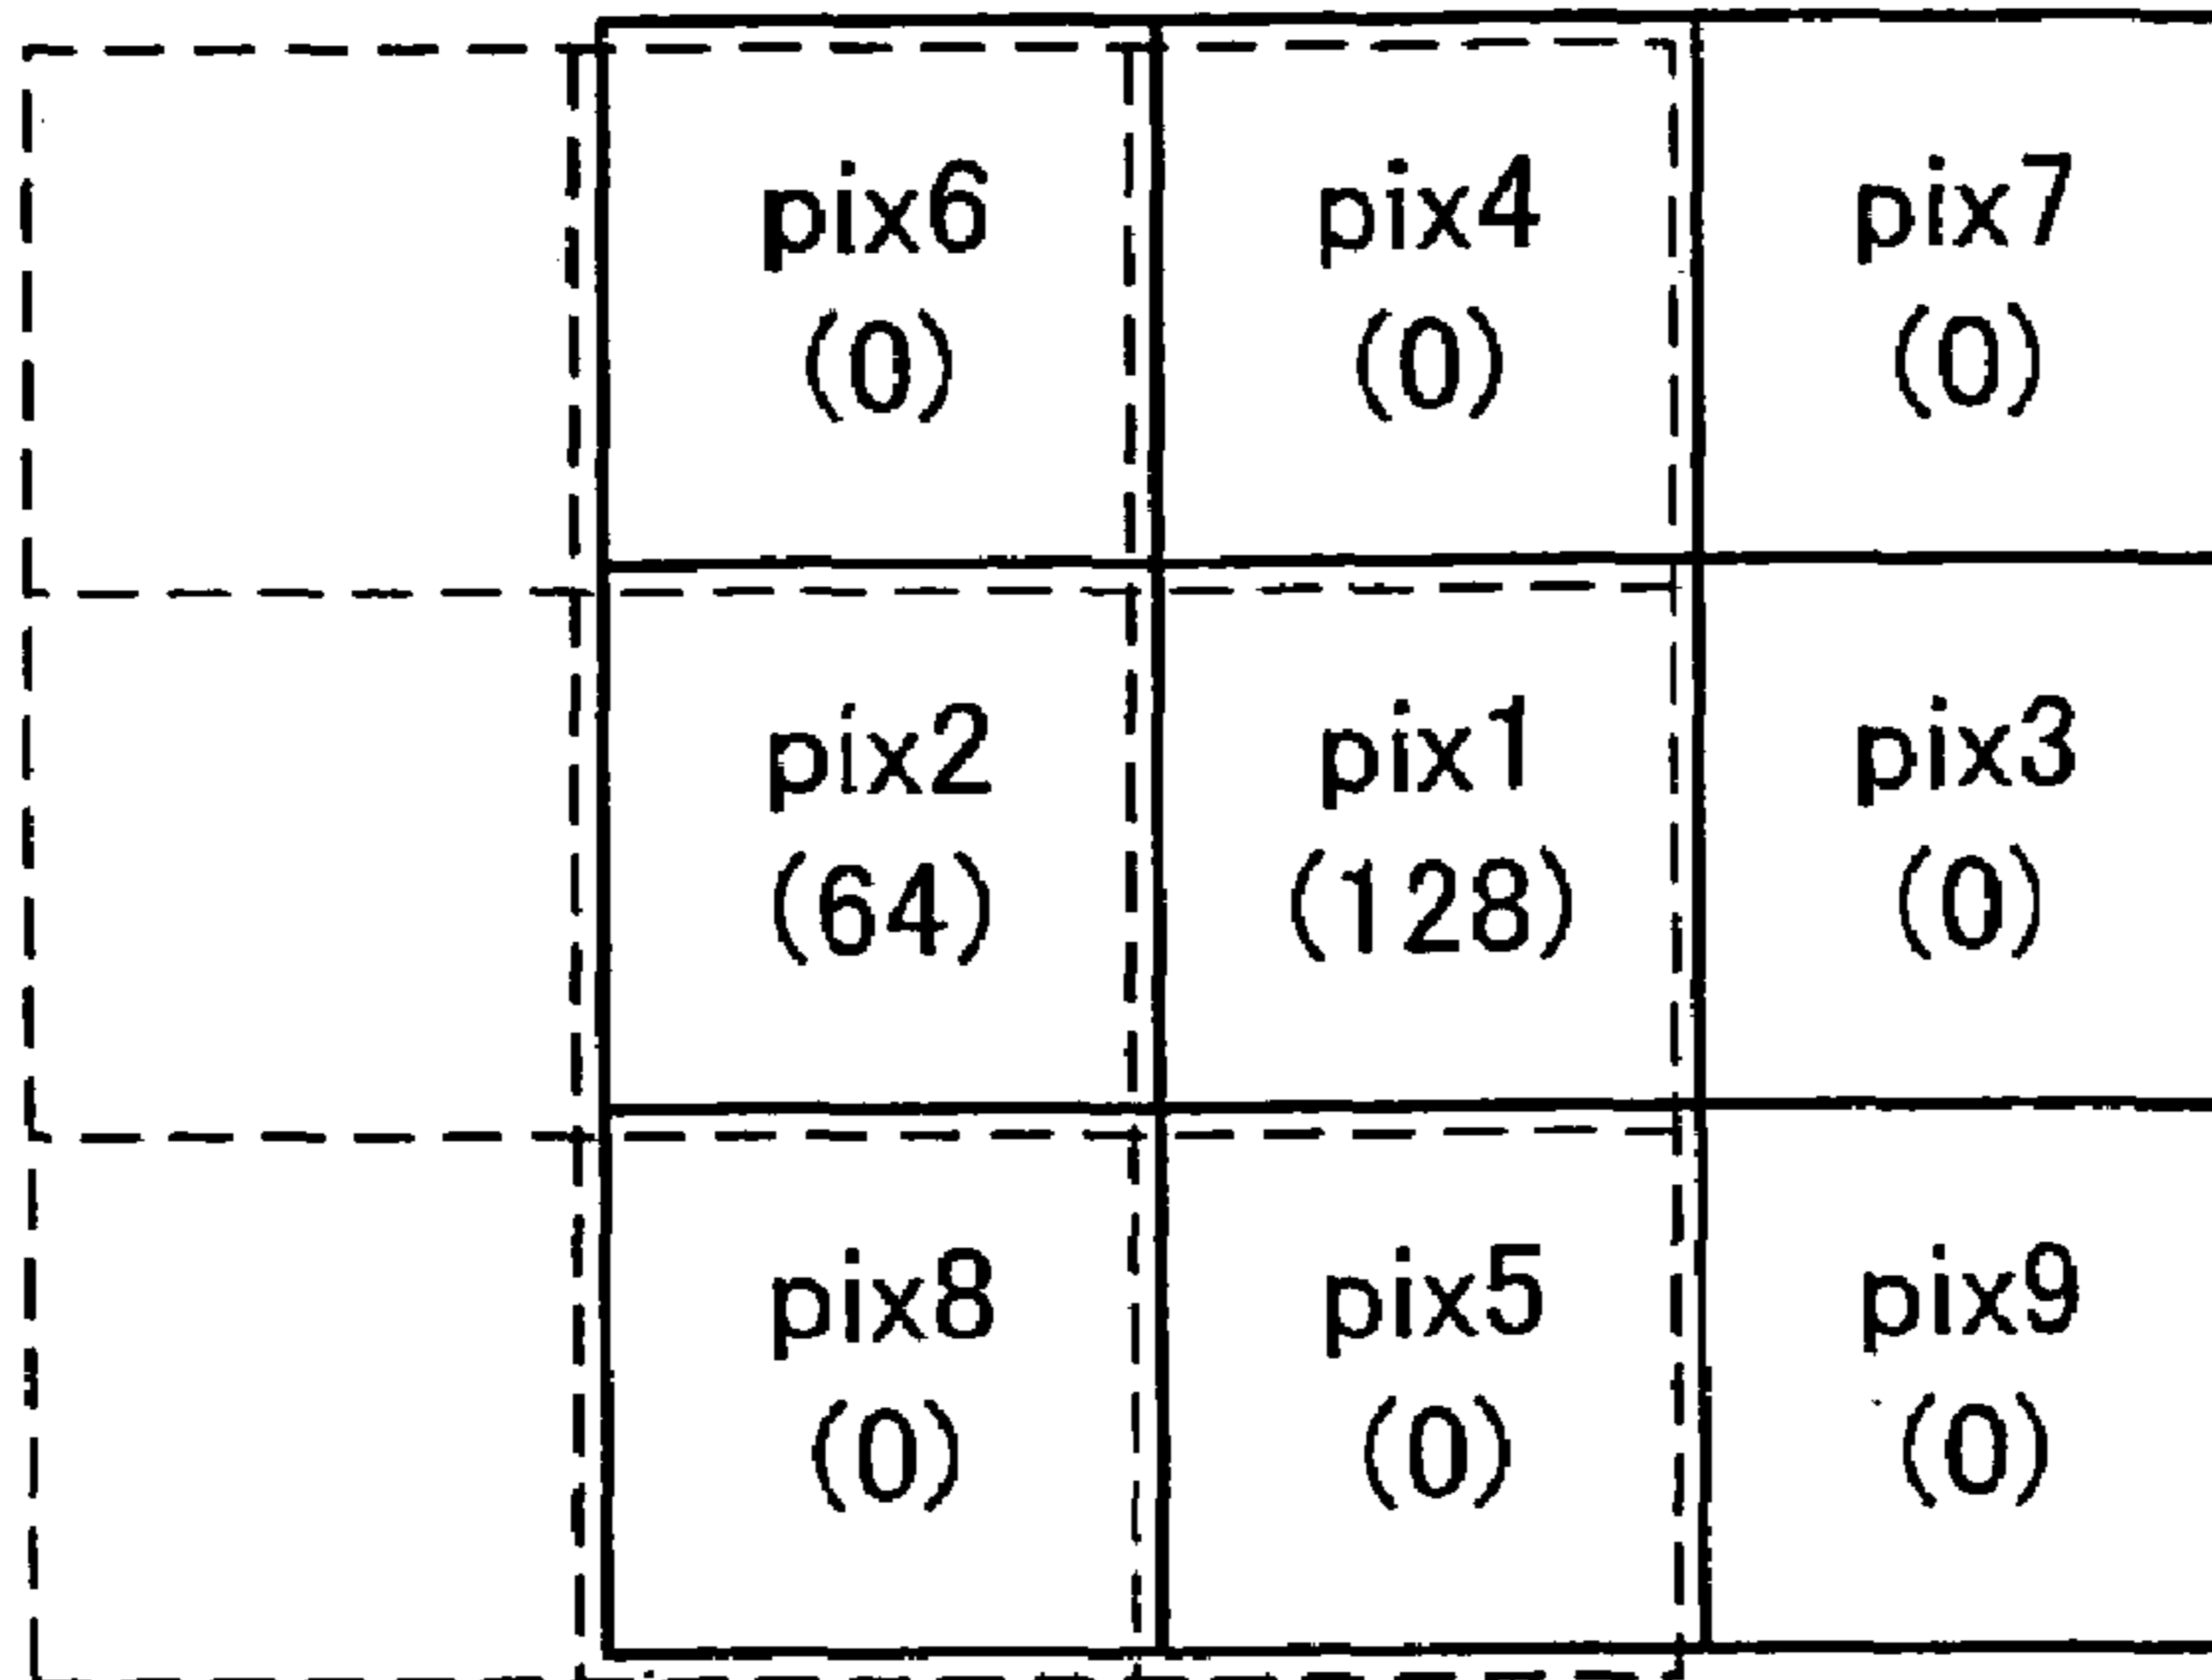 pix6 pix4 pix7
(0) (0) (0)
pix2 pix1 pix3
(64) (128) (0)
pix8 pix5 pix9
(0) (0) (0)